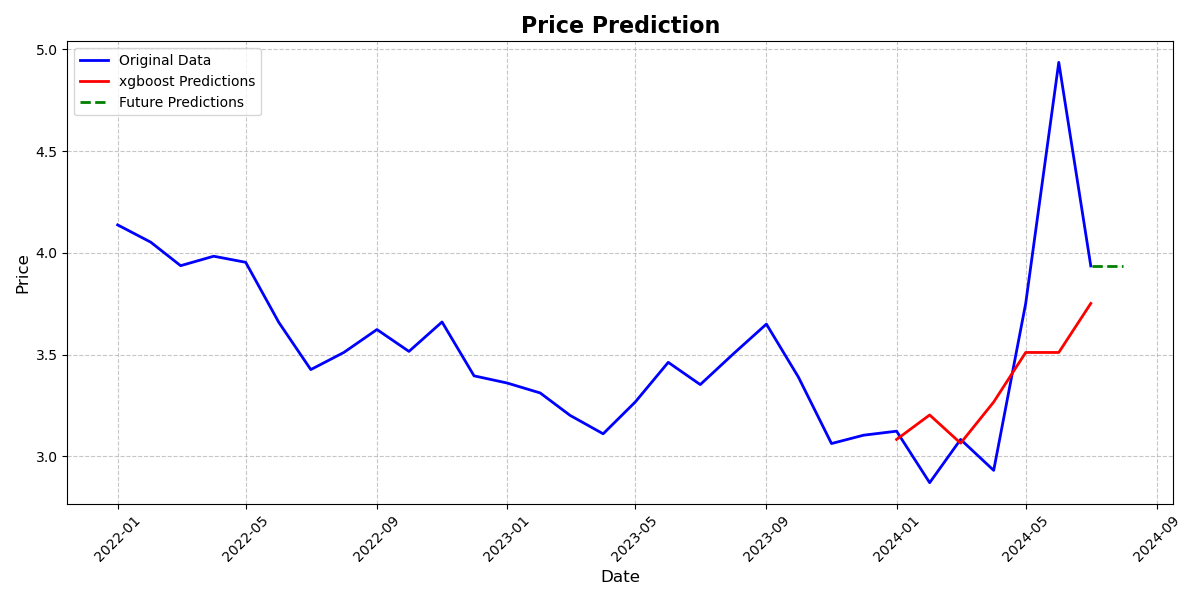 Price Prediction
Original Data
xgboost Predictions
Future Predictions
Price
5.0
4.5
4.0
3.5
3.0
2022-01
2022-05
2022-09
2023-01
2023-05
2023-09
2024-01
2024-05
2024-09
Date